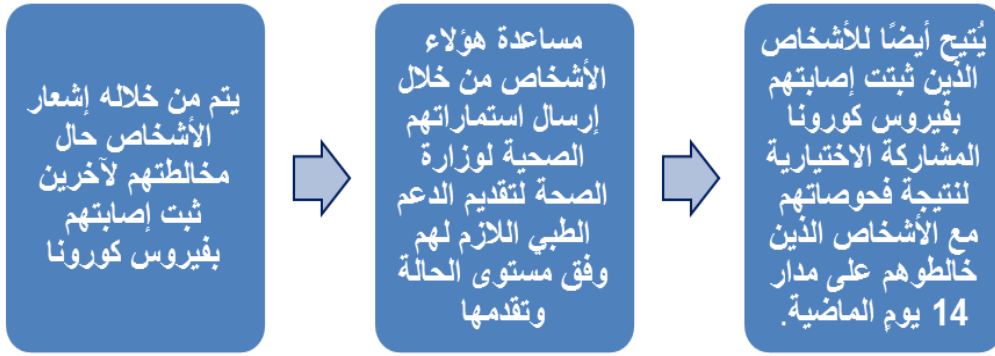 يتم من خلاله إشعار
الأشخاص حال
مخالطتهم لآخرين
ثبت إصابتهم
بفيروس كورونا
مساعدة هؤلاء
الأشخاص من خلال
إرسال استماراتهم
الصحية لوزارة
الصحة لتقديم الدعم
الطبي اللازم لهم
وفق مستوى الحالة
وتقدمها
يُتيح أيضًا للأشخاص
الذين ثبتت إصابتهم
بفيروس كورونا
المشاركة الاختيارية
لنتيجة فحوصاتهم
مع الأشخاص الذين
خالطوهم على مدار
14 يومٍ الماضية.